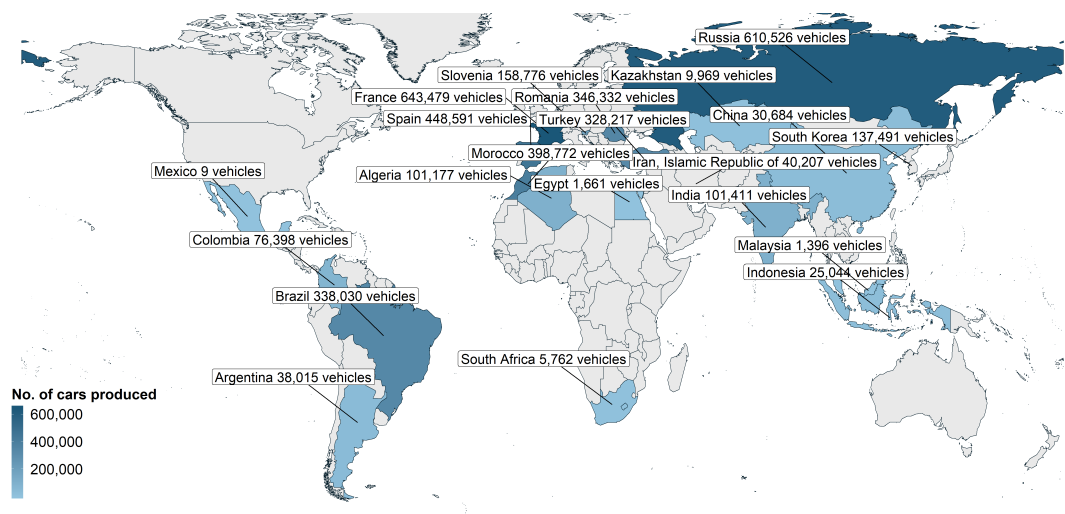 Russia 610,526 vehicles
Slovenia 158,776 vehicles
Kazakhstan 9,969 vehicles
France 643,479 vehicles
Romania 346,332 vehicles
Spain 448,591 vehicles
Turkey 328,217 vehicles
China 30,684 vehicles
South Korea 137,491 vehicles
Morocco 398,772 vehicles
Iran, Islamic Republic of 40,207 vehicles
Mexico 9 vehicles
Algeria 101,177 vehicles
Egypt 1,661 vehicles
India 101,411 vehicles
Colombia 76,398 vehicles
Malaysia 1,396 vehicles
Indonesia 25,044 vehicles
Brazil 338,030 vehicles
South Africa 5,762 vehicles
Argentina 38,015 vehicles
No. of cars produced
600,000
400,000
200,000